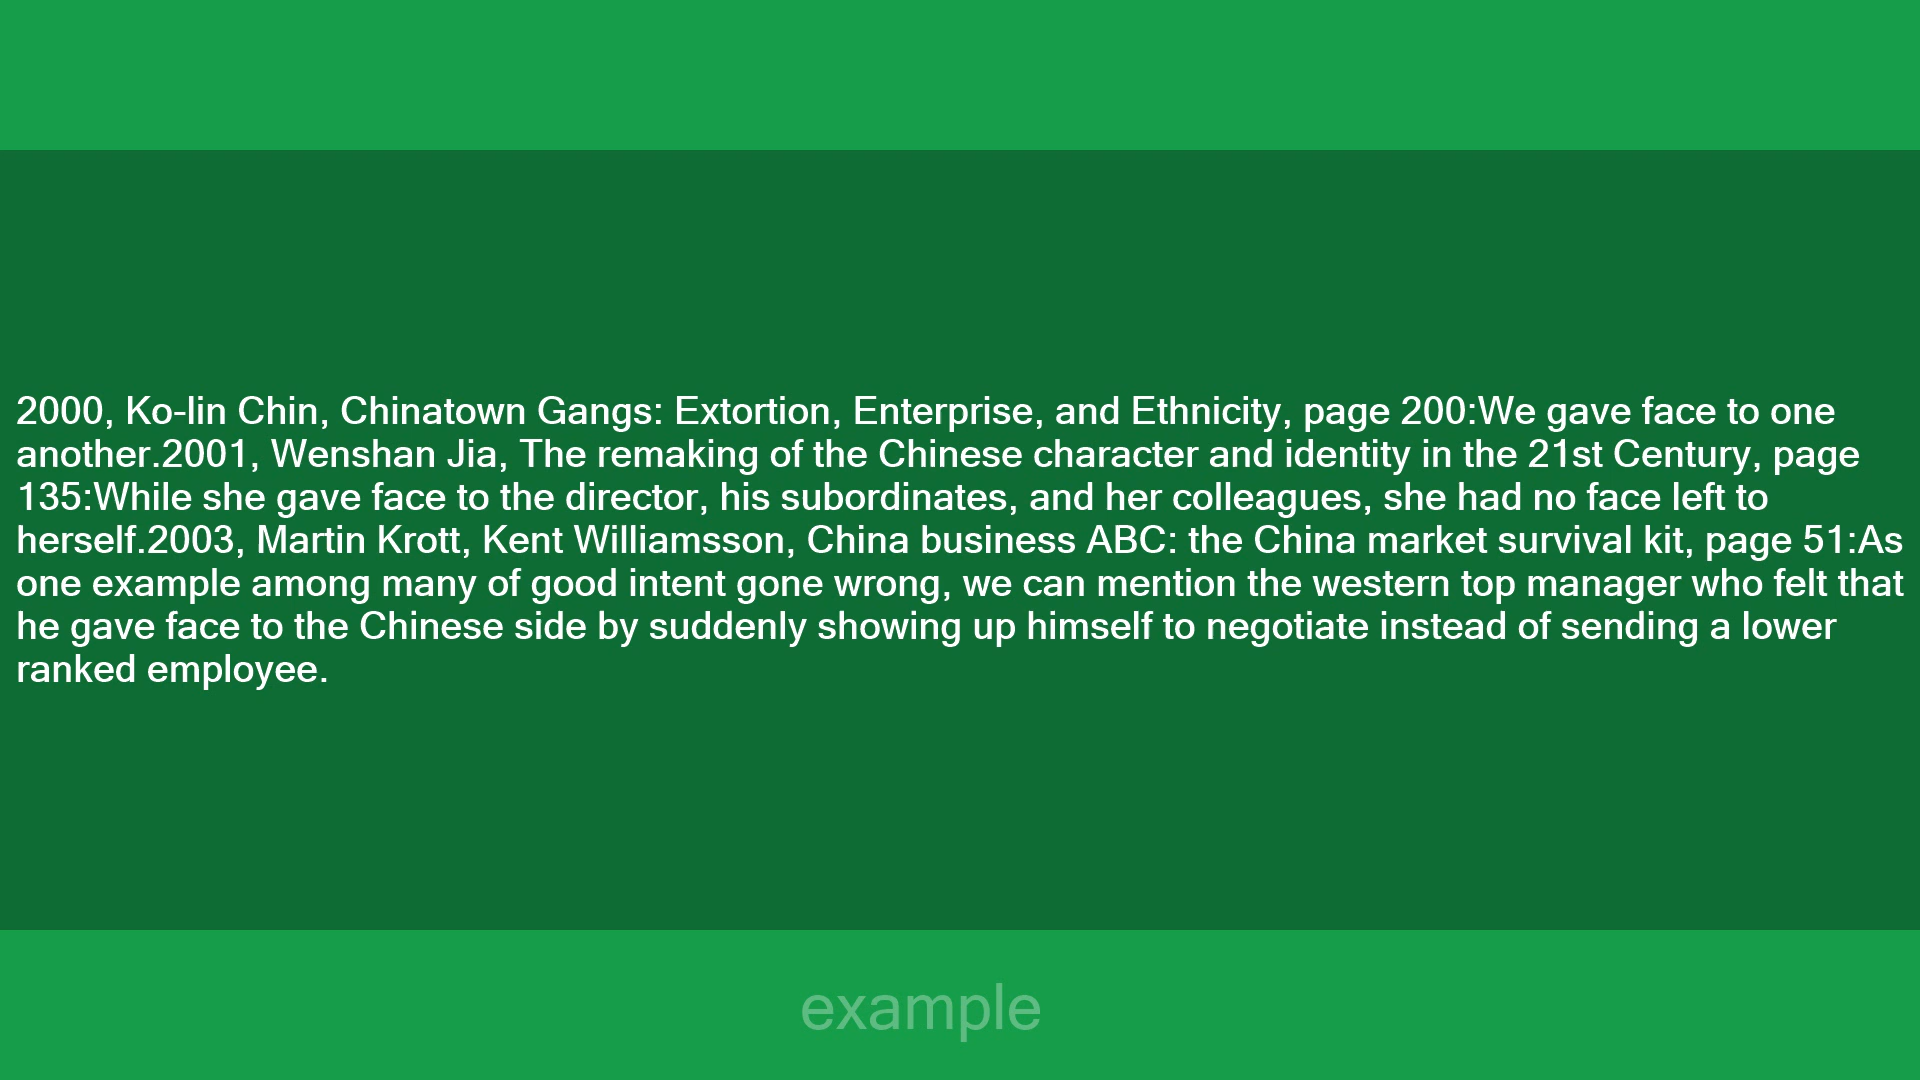 2000, Ko-lin Chin, Chinatown Gangs: Extortion, Enterprise, and Ethnicity, page 200:We gave face to one
another.2001, Wenshan Jia, The remaking of the Chinese character and identity in the 21st Century, page
135:While she gave face to the director, his subordinates, and her colleagues, she had no face left to
herself.2003, Martin Krott, Kent Williamsson, China business ABC: the China market survival kit, page 51:As
one example among many of good intent gone wrong, we can mention the western top manager who felt that
he gave face to the Chinese side by suddenly showing up himself to negotiate instead of sending a lower
ranked employee.
example